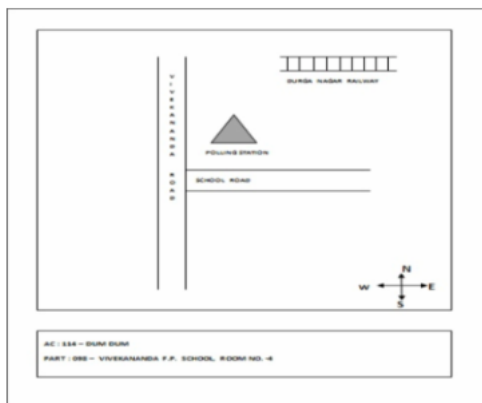 DURGA NAGAR RAILWAY
VIVEKANANDA ROAD
POLLING STATION
SCHOOL ROAD
N
W E
S
AC : 114 – DUM DUM
PART : 098 – VIVEKANANDA F.P. SCHOOL ROOM NO. -4